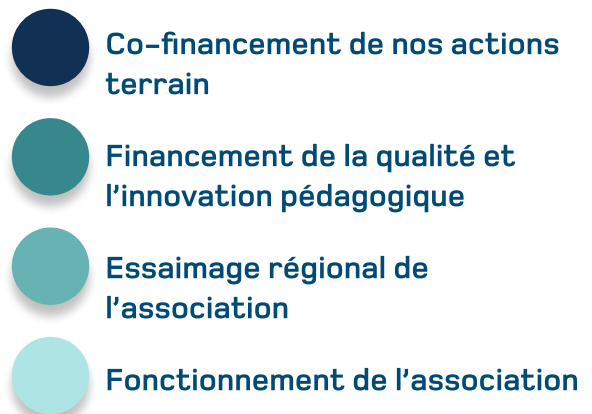 Co-financement de nos actions
terrain
Financement de la qualité et
l'innovation pédagogique
Essaimage régional de
l'association
Fonctionnement de l'association